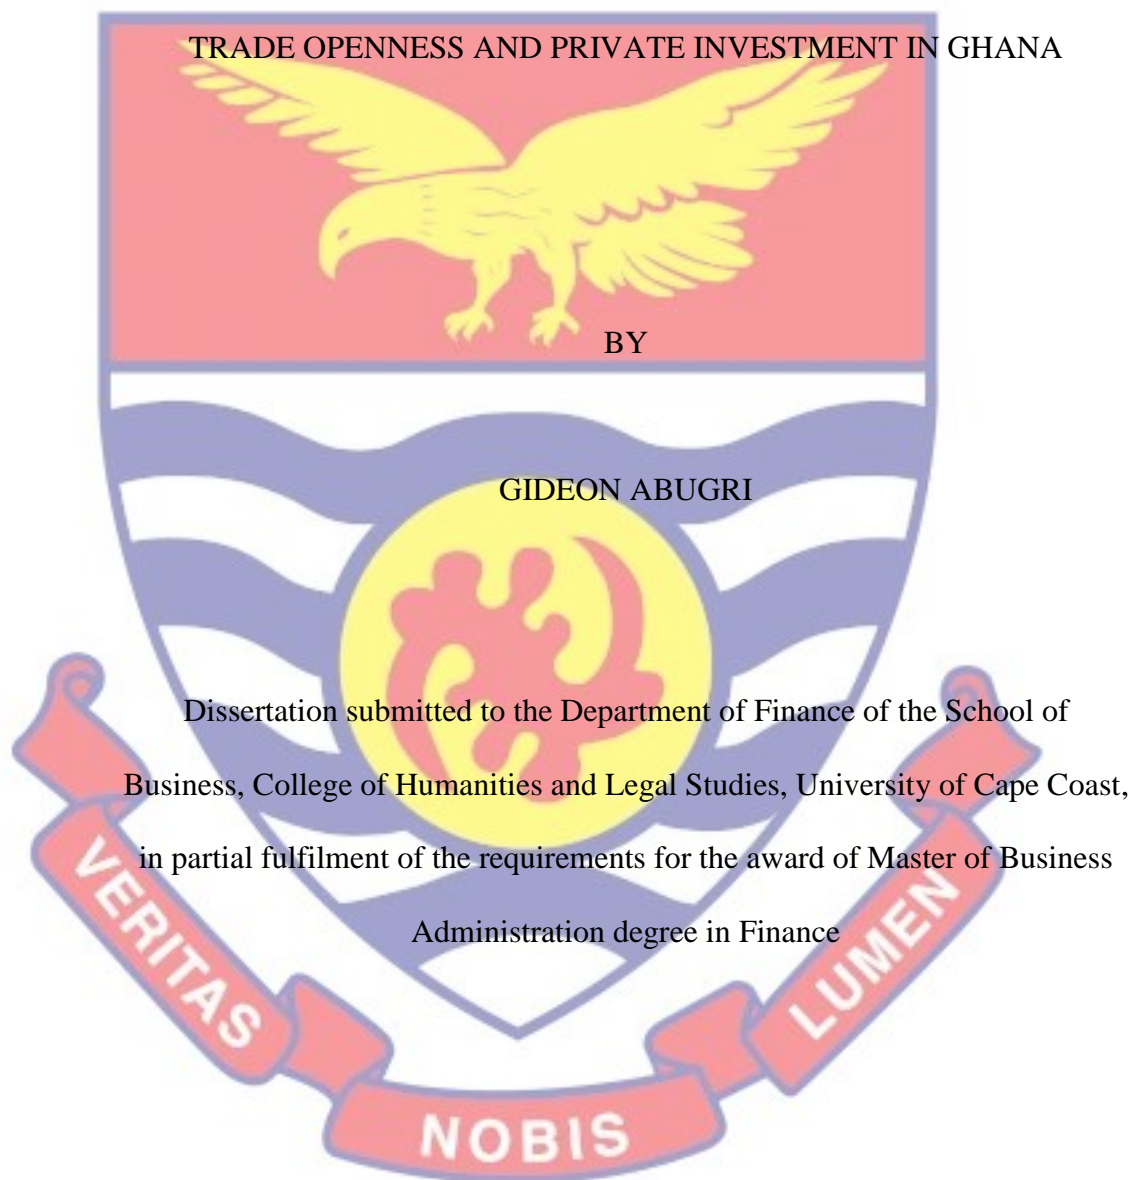 TRADE OPENNESS AND PRIVATE INVESTMENT IN GHANA
BY
GIDEON ABUGRI
Dissertation submitted to the Department of Finance of the School of
Business, College of Humanities and Legal Studies, University of Cape Coast,
in partial fulfilment of the requirements for the award of Master of Business
Administration degree in Finance
VERITAS
NOBIS
LUMEN